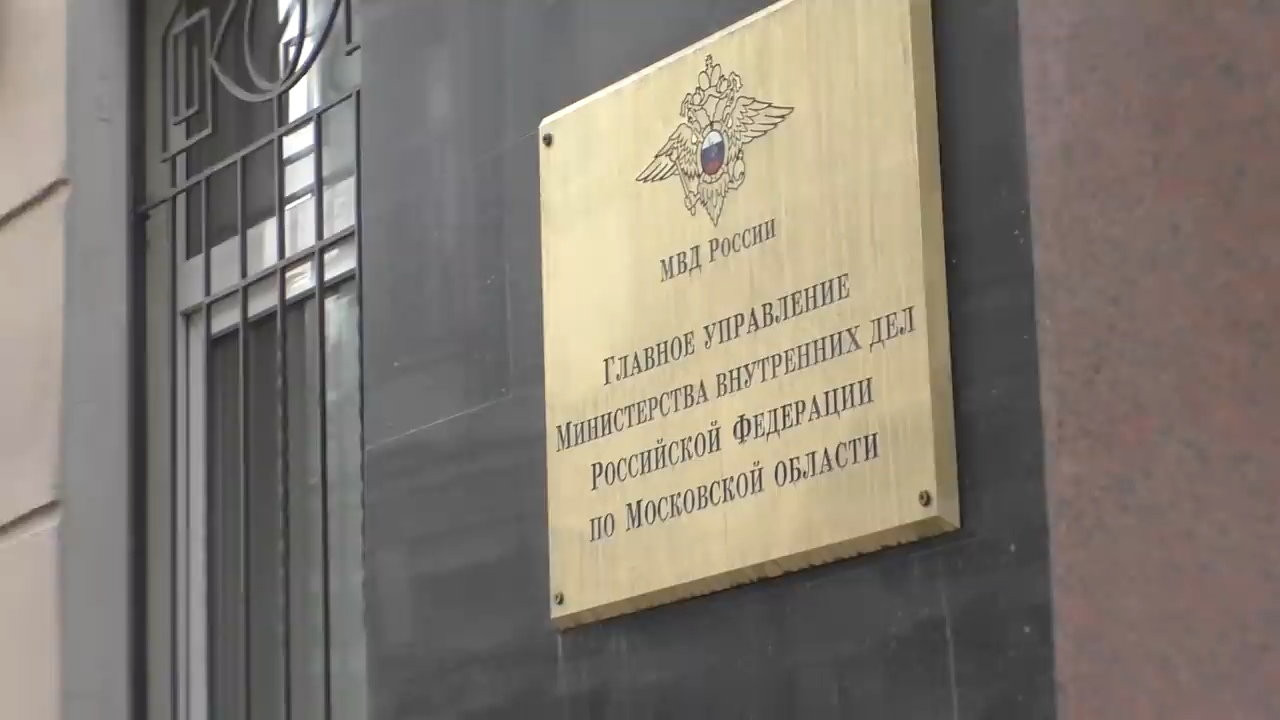 МВД России
Главное управление
Министерства внутренних дел
Российской Федерации
по Московской области